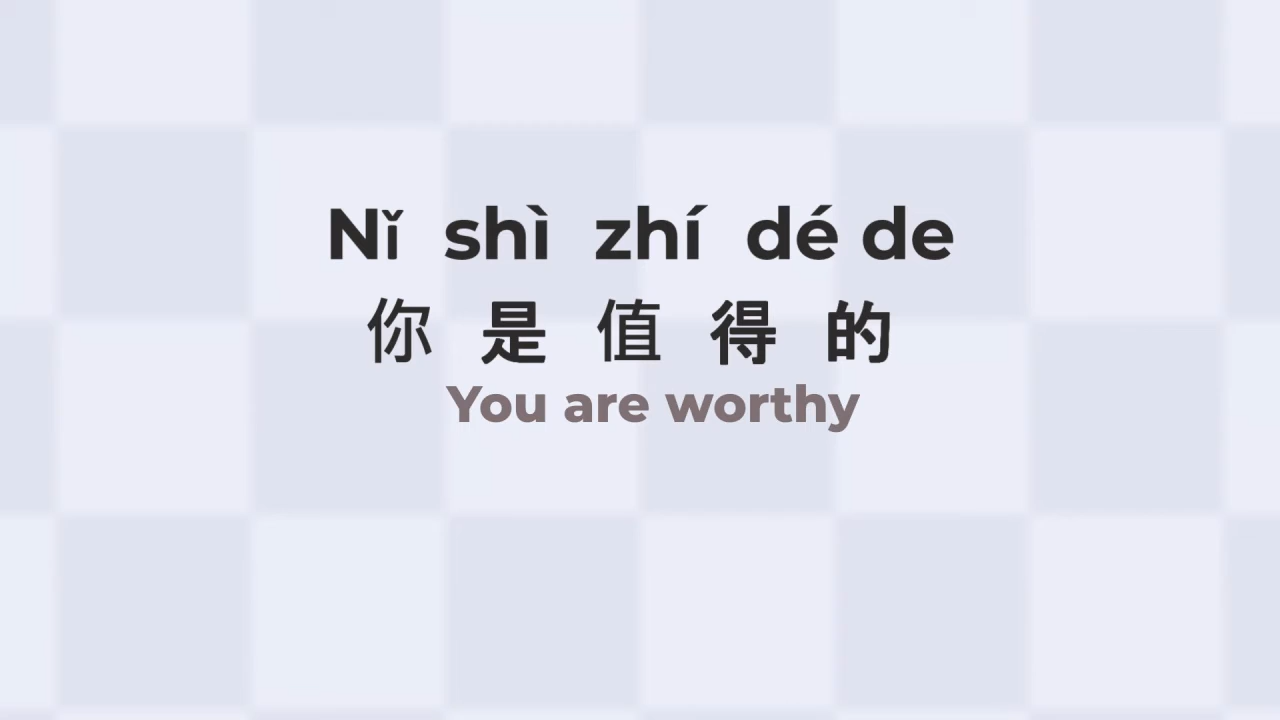 Nǐ shì zhí dé de
你 是 值 得 的
You are worthy